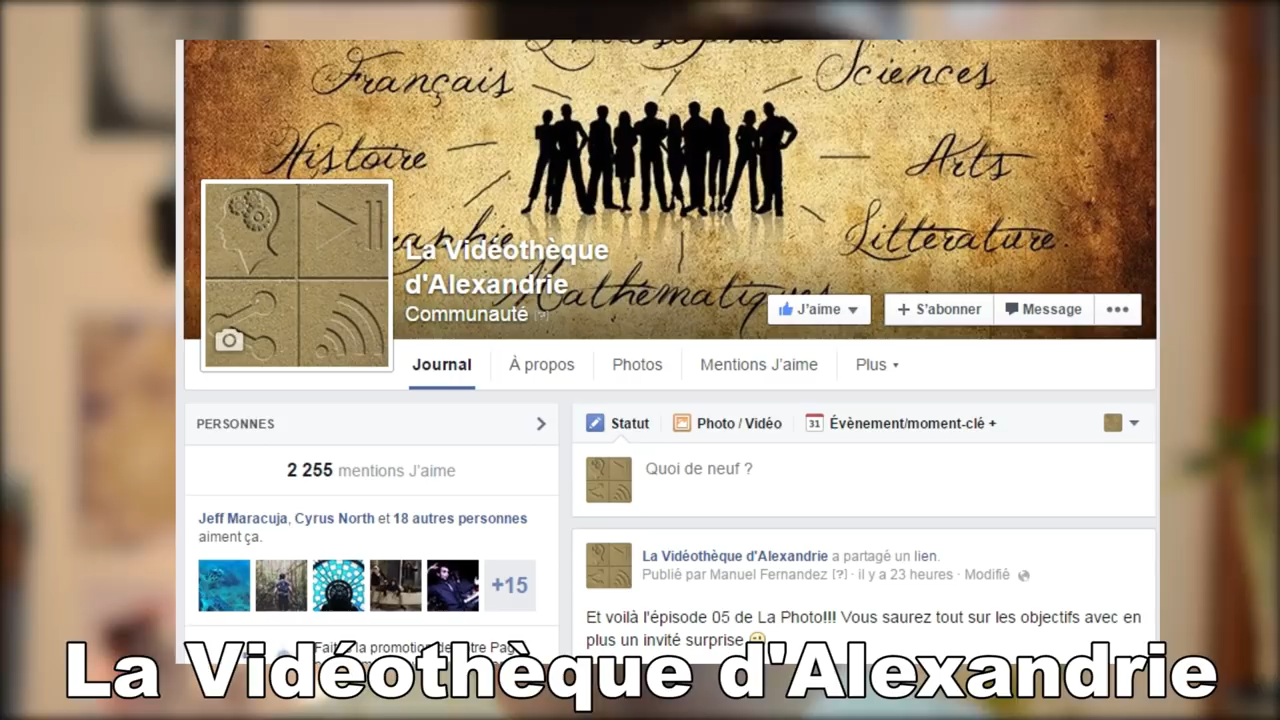 Français
Sciences
Histoire
Arts
Littérature
La Vidéothèque
d'Alexandrie
Mathématiques
Communauté [?]
J'aime
+ S'abonner
Message
Journal
À propos
Photos
Mentions J'aime
Plus
PERSONNES
Statut
Photo / Vidéo
31
Évènement/moment-clé +
Quoi de neuf ?
2 255 mentions J'aime
Jeff Maracuja, Cyrus North et 18 autres personnes
aiment ça.
+15
La Vidéothèque d'Alexandrie a partagé un lien.
Publié par Manuel Fernandez [?] · il y a 23 heures · Modifié
Et voilà l'épisode 05 de La Photo!!! Vous saurez tout sur les objectifs avec en
plus un invité surprise
la promotion
La Vidéothèque d'Alexandrie